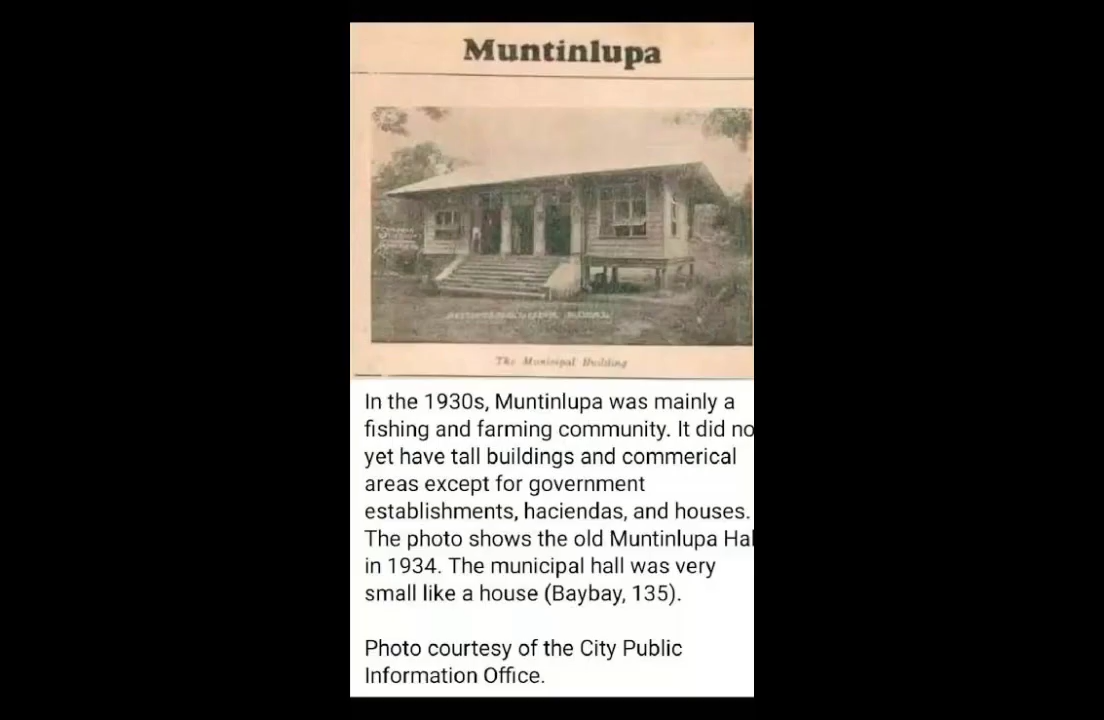 Muntinlupa
The Municipal Building
In the 1930s, Muntinlupa was mainly a
fishing and farming community. It did no
yet have tall buildings and commerical
areas except for government
establishments, haciendas, and houses.
The photo shows the old Muntinlupa Hal
in 1934. The municipal hall was very
small like a house (Baybay, 135).
Photo courtesy of the City Public
Information Office.